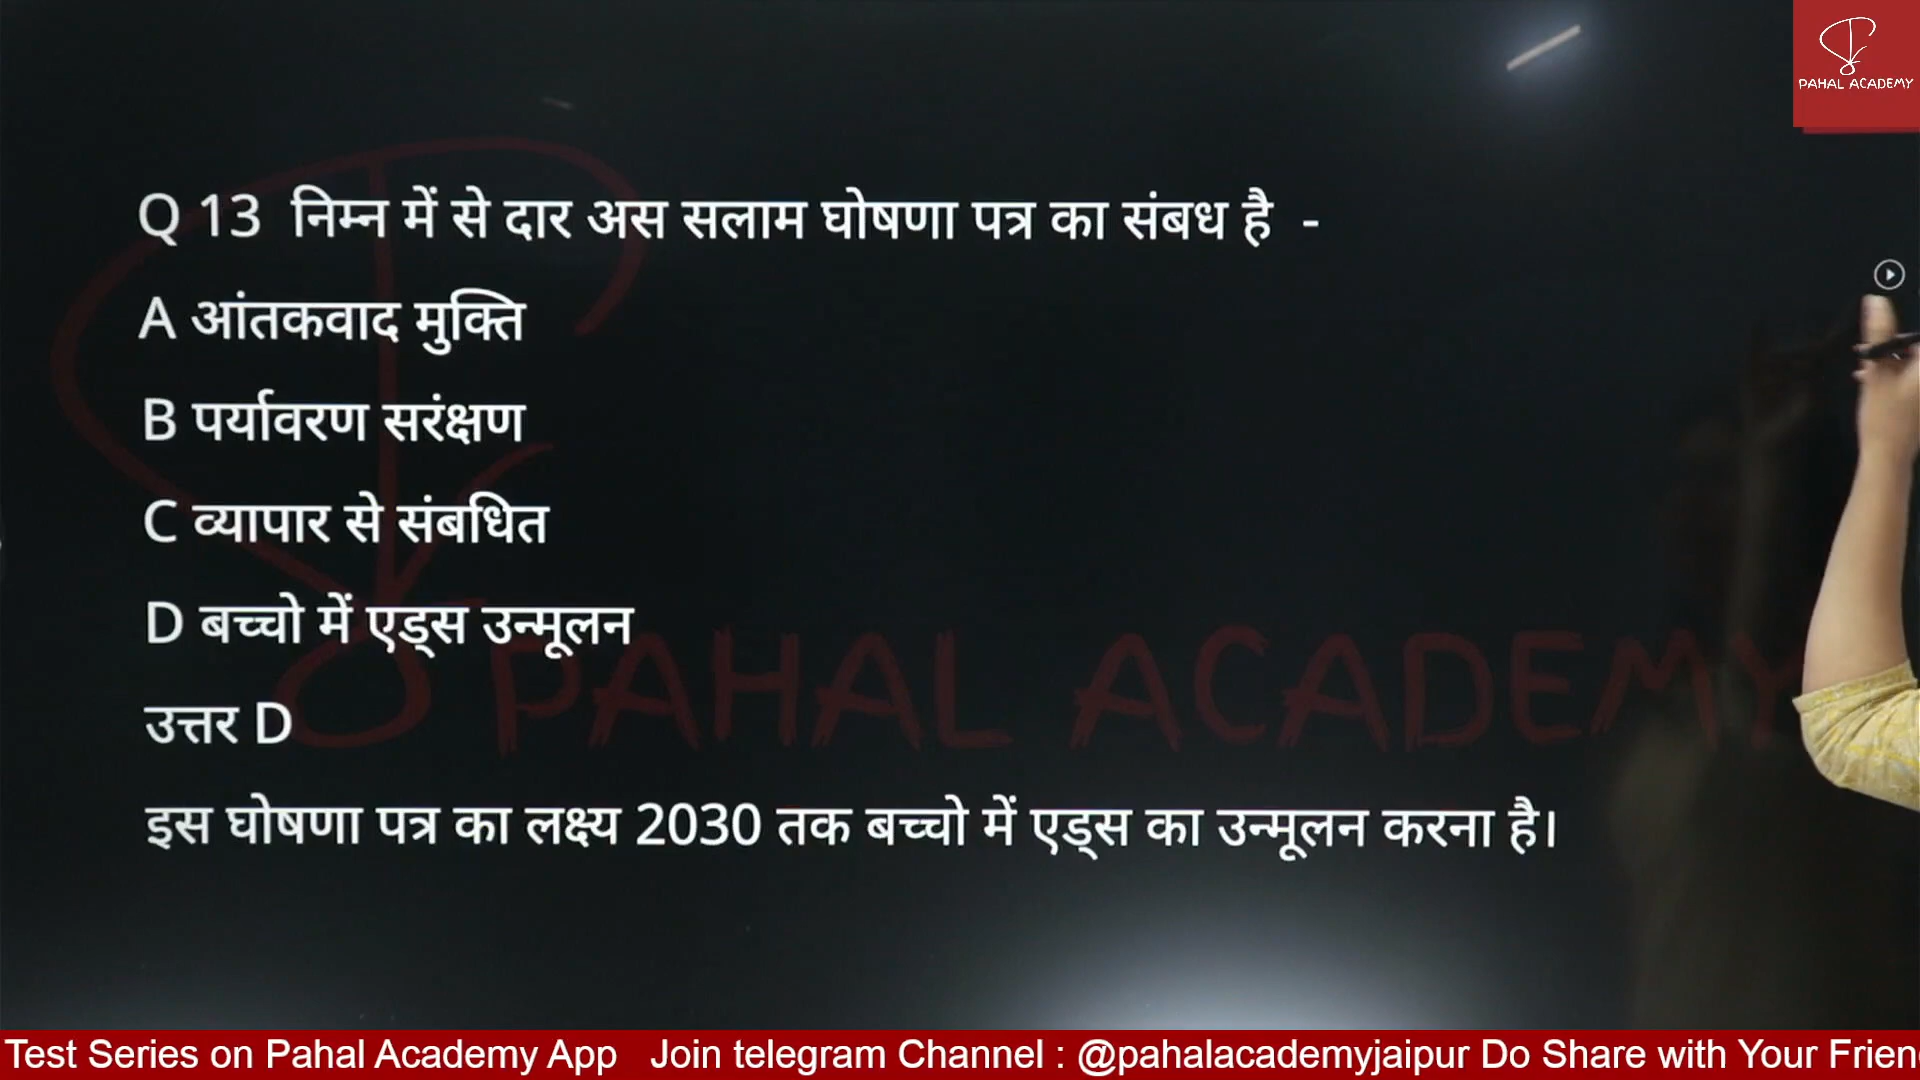 PAHAL ACADEMY
Q 13 निम्न में से दार अस सलाम घोषणा पत्र का संबध है -
A आंतकवाद मुक्ति
B पर्यावरण सरंक्षण
C व्यापार से संबधित
D बच्चो में एड्स उन्मूलन
PAHAL ACADEMY
उत्तर D
इस घोषणा पत्र का लक्ष्य 2030 तक बच्चो में एड्स का उन्मूलन करना है।
Test Series on Pahal Academy App Join telegram Channel : @pahalacademyjaipur Do Share with Your Frien